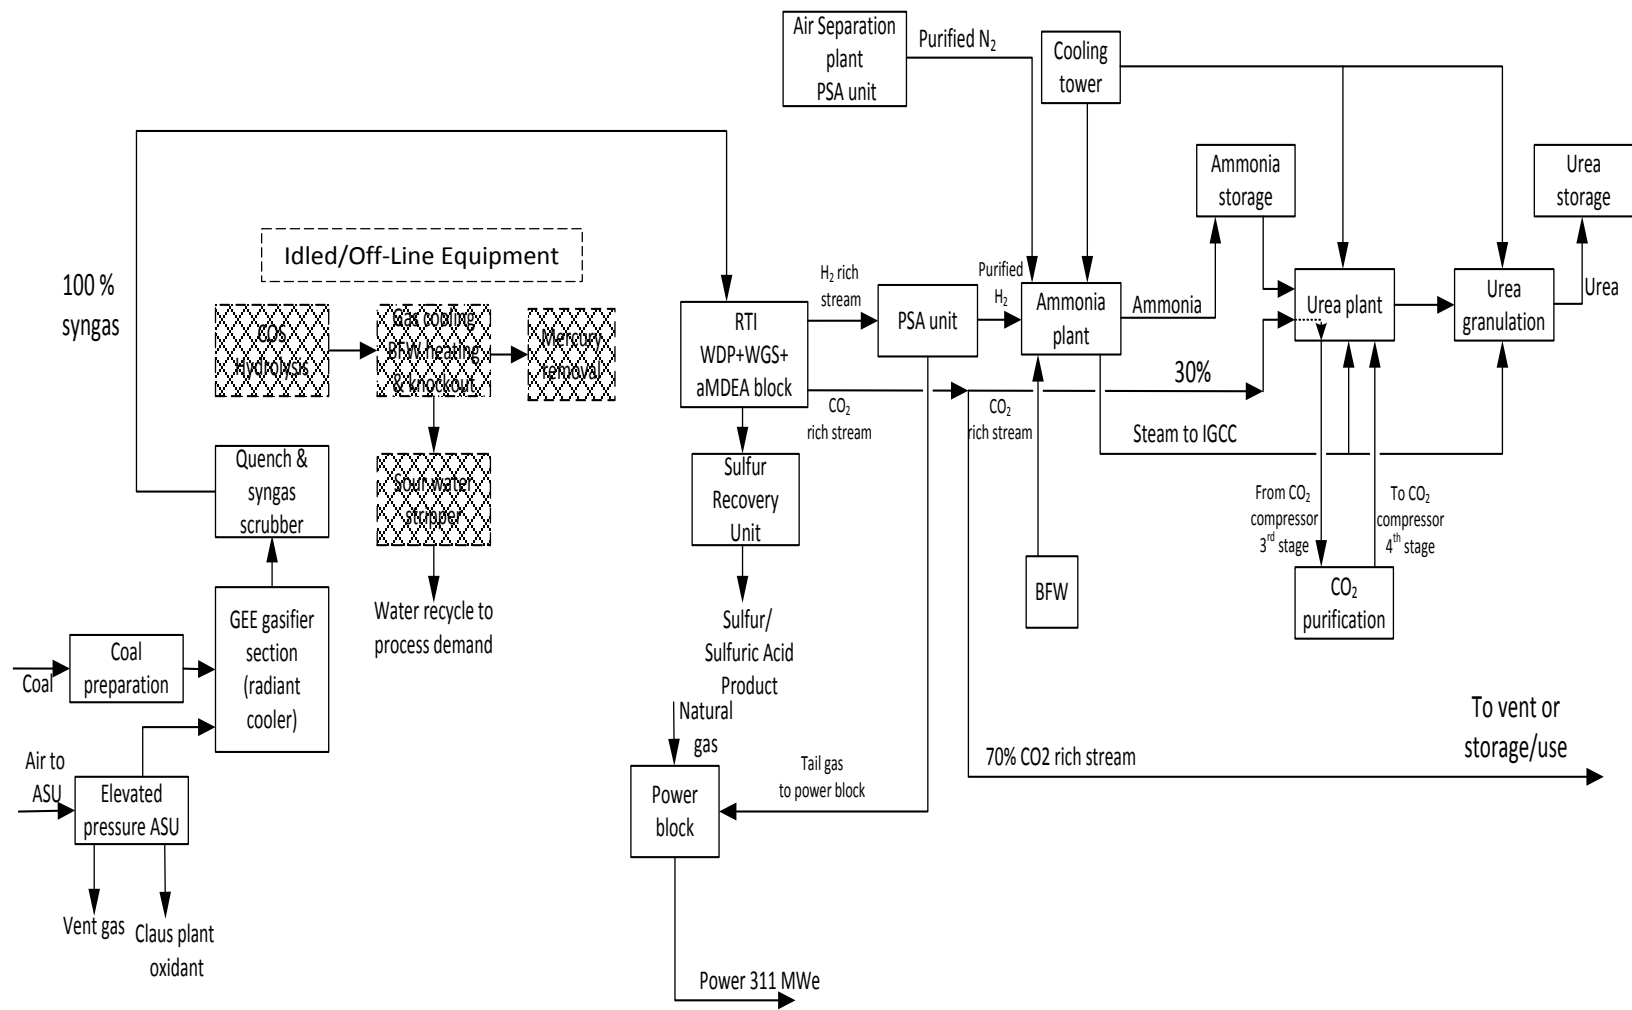 Air Separation
plant
PSA unit
Purified N2
Cooling
tower
Ammonia
storage
Urea
storage
Idled/Off-Line Equipment
100 %
syngas
COS
Hydrolysis
Gas cooling
BFW heating
& knockout
Mercury
removal
RTI
WDP+WGS+
aMDEA block
H2 rich
stream
PSA unit
Purified
H2
Ammonia
plant
Ammonia
Urea plant
Urea
granulation
Urea
CO2
rich stream
CO2
rich stream
30%
Steam to IGCC
Quench &
syngas
scrubber
Sour water
stripper
Sulfur
Recovery
Unit
From CO2
compressor
3rd stage
To CO2
compressor
4th stage
BFW
CO2
purification
GEE gasifier
section
(radiant
cooler)
Water recycle to
process demand
Sulfur/
Sulfuric Acid
Product
Coal
Coal
preparation
Natural
gas
Air to
ASU
Elevated
pressure ASU
Power
block
Tail gas
to power block
70% CO2 rich stream
To vent or
storage/use
Vent gas
Claus plant
oxidant
Power 311 MWe